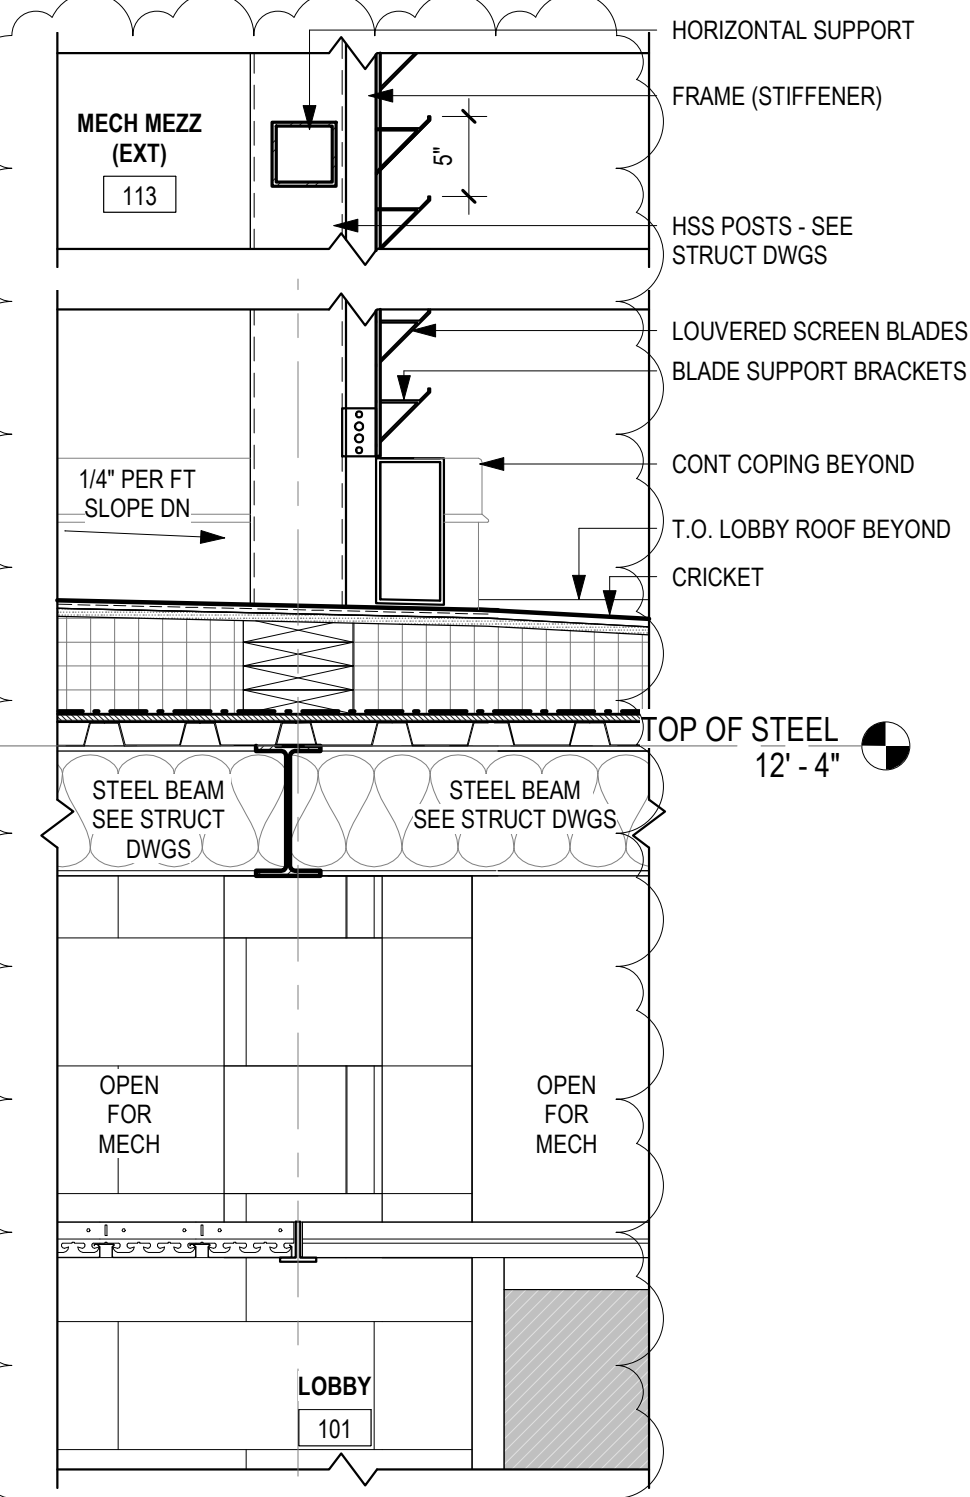 HORIZONTAL SUPPORT
FRAME (STIFFENER)
MECH MEZZ
(EXT)
113
5"
HSS POSTS - SEE
STRUCT DWGS
LOUVERED SCREEN BLADES
BLADE SUPPORT BRACKETS
CONT COPING BEYOND
1/4" PER FT
SLOPE DN
T.O. LOBBY ROOF BEYOND
CRICKET
TOP OF STEEL
12' - 4"
STEEL BEAM
SEE STRUCT
DWGS
STEEL BEAM
SEE STRUCT DWGS
OPEN
FOR
MECH
OPEN
FOR
MECH
LOBBY
101